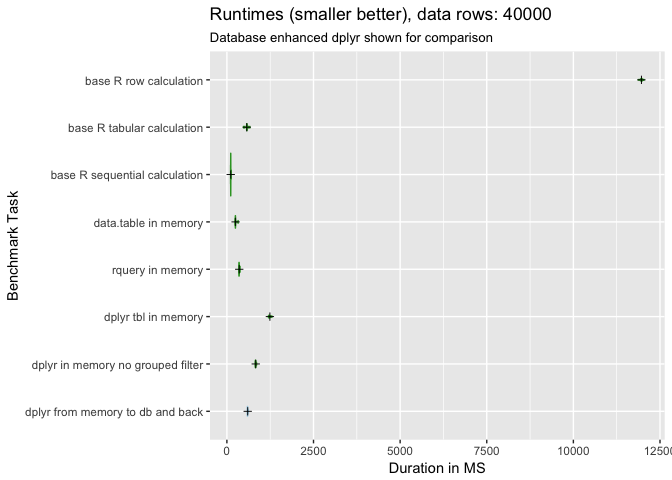 Runtimes (smaller better), data rows: 40000
Database enhanced dplyr shown for comparison
Benchmark Task
base R row calculation
base R tabular calculation
base R sequential calculation
data.table in memory
rquery in memory
dplyr tbl in memory
dplyr in memory no grouped filter
dplyr from memory to db and back
0 2500 5000 7500 10000 12500
Duration in MS